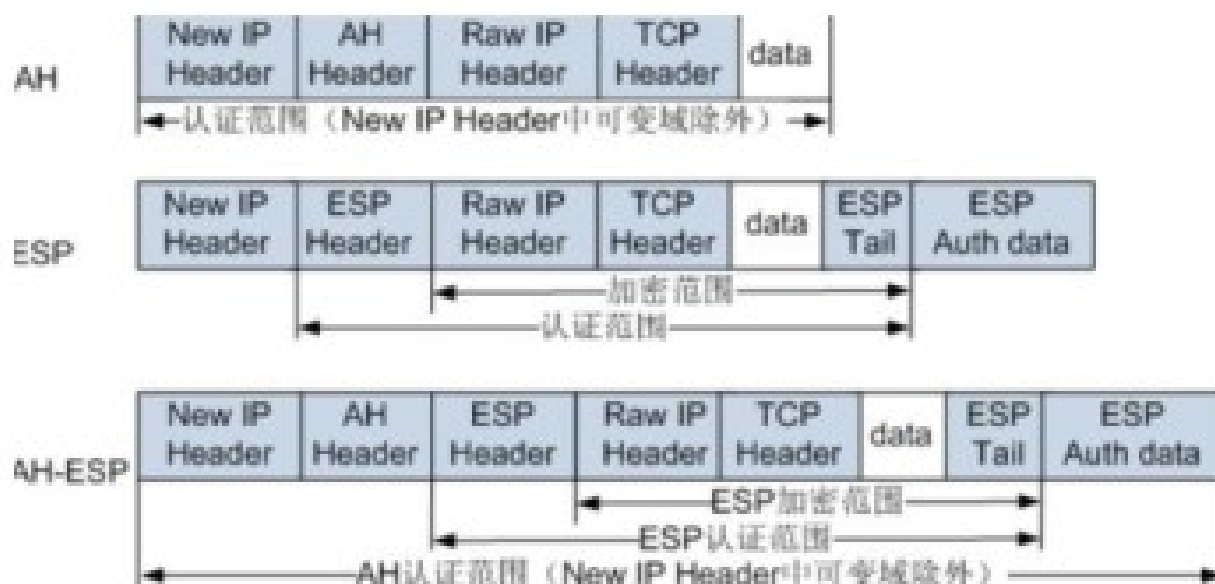 AH
New IP Header
AH Header
Raw IP Header
TCP Header
data
认证范围（New IP Header中可变域除外）
ESP
New IP Header
ESP Header
Raw IP Header
TCP Header
data
ESP Tail
ESP Auth data
加密范围
认证范围
AH-ESP
New IP Header
AH Header
ESP Header
Raw IP Header
TCP Header
data
ESP Tail
ESP Auth data
ESP加密范围
ESP认证范围
AH认证范围（New IP Header中可变域除外）